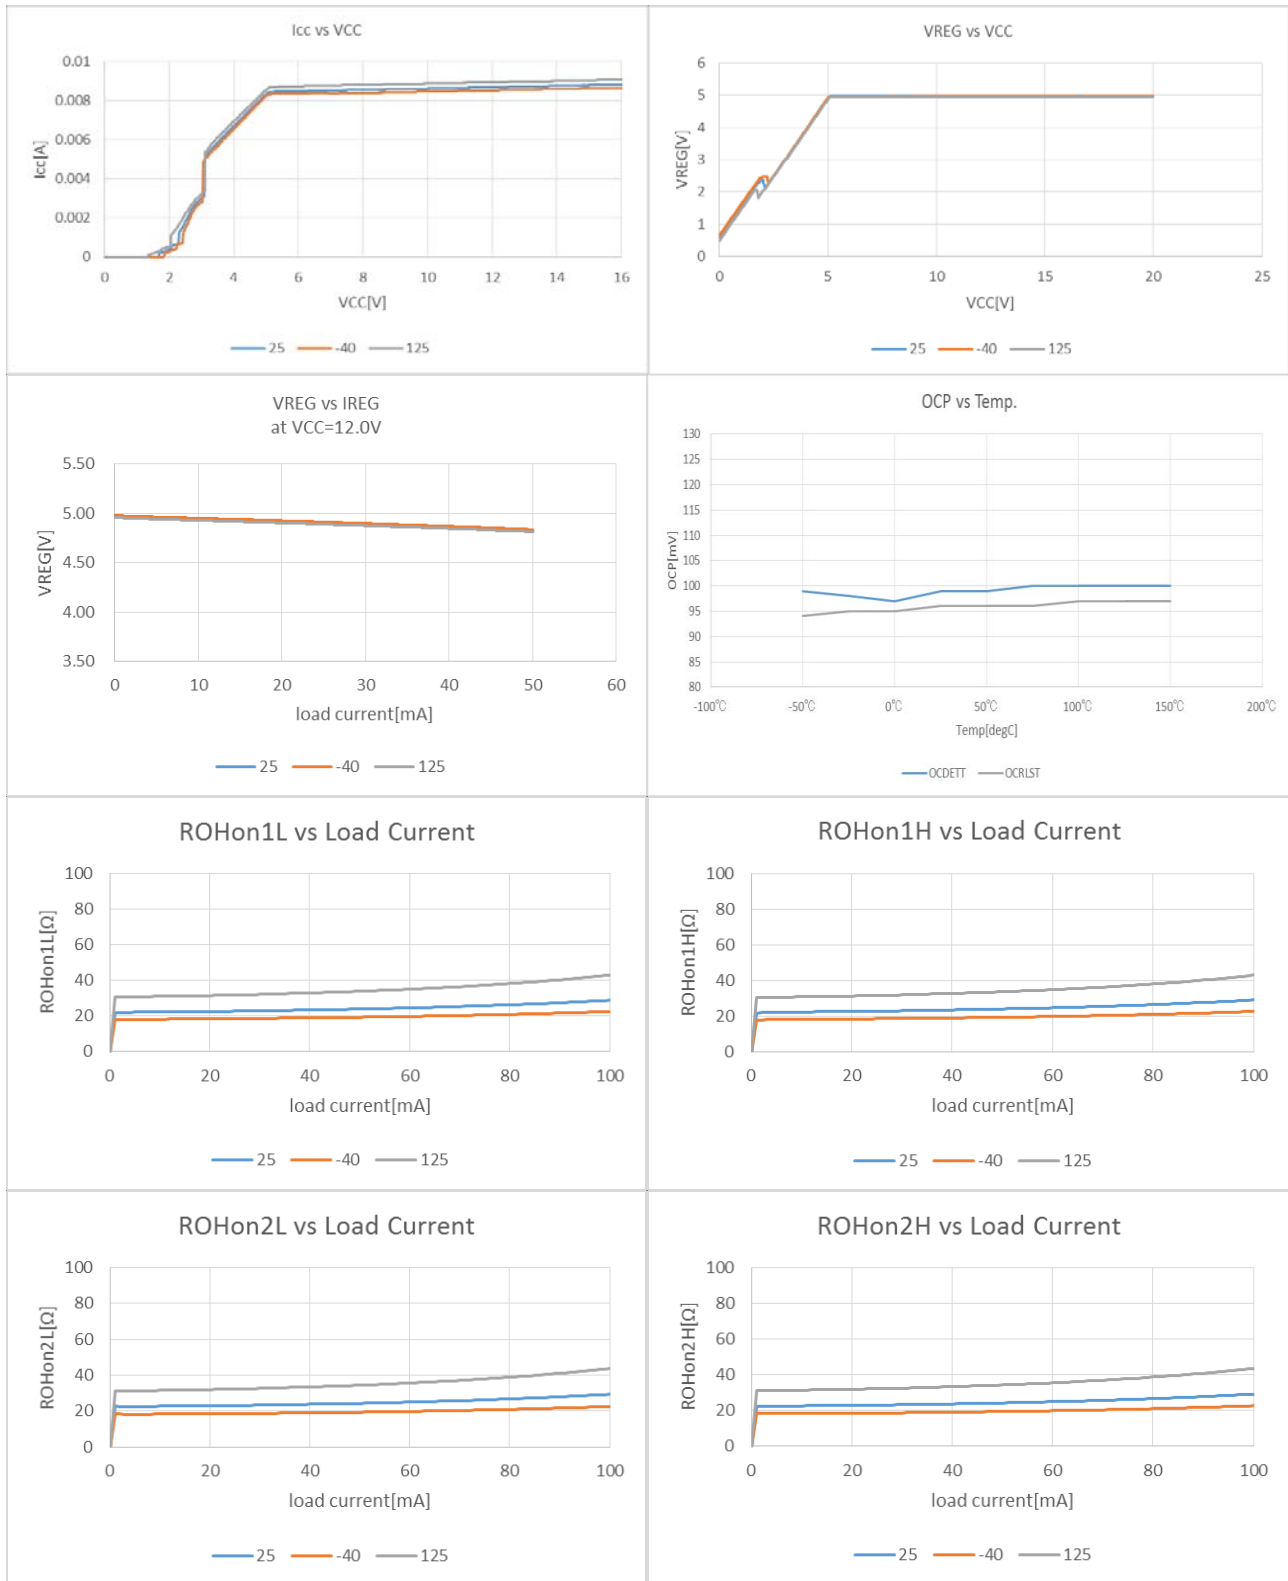 Icc vs VCC
0.01
0.008
0.006
0.004
0.002
0
Icc[A]
0 2 4 6 8 10 12 14 16
VCC[V]
25 -40 125
VREG vs VCC
6
5
4
3
2
1
0
VREG[V]
0 5 10 15 20 25
VCC[V]
25 -40 125
VREG vs IREG
at VCC=12.0V
5.50
5.00
4.50
4.00
3.50
VREG[V]
0 10 20 30 40 50 60
load current[mA]
25 -40 125
OCP vs Temp.
130
125
120
115
110
105
100
95
90
85
80
OCP[mV]
-100℃ -50℃ 0℃ 50℃ 100℃ 150℃ 200℃
Temp[degC]
OCDETT OCRLST
ROHon1L vs Load Current
100
80
60
40
20
0
ROHon1L[Ω]
0 20 40 60 80 100
load current[mA]
25 -40 125
ROHon1H vs Load Current
100
80
60
40
20
0
ROHon1H[Ω]
0 20 40 60 80 100
load current[mA]
25 -40 125
ROHon2L vs Load Current
100
80
60
40
20
0
ROHon2L[Ω]
0 20 40 60 80 100
load current[mA]
25 -40 125
ROHon2H vs Load Current
100
80
60
40
20
0
ROHon2H[Ω]
0 20 40 60 80 100
load current[mA]
25 -40 125